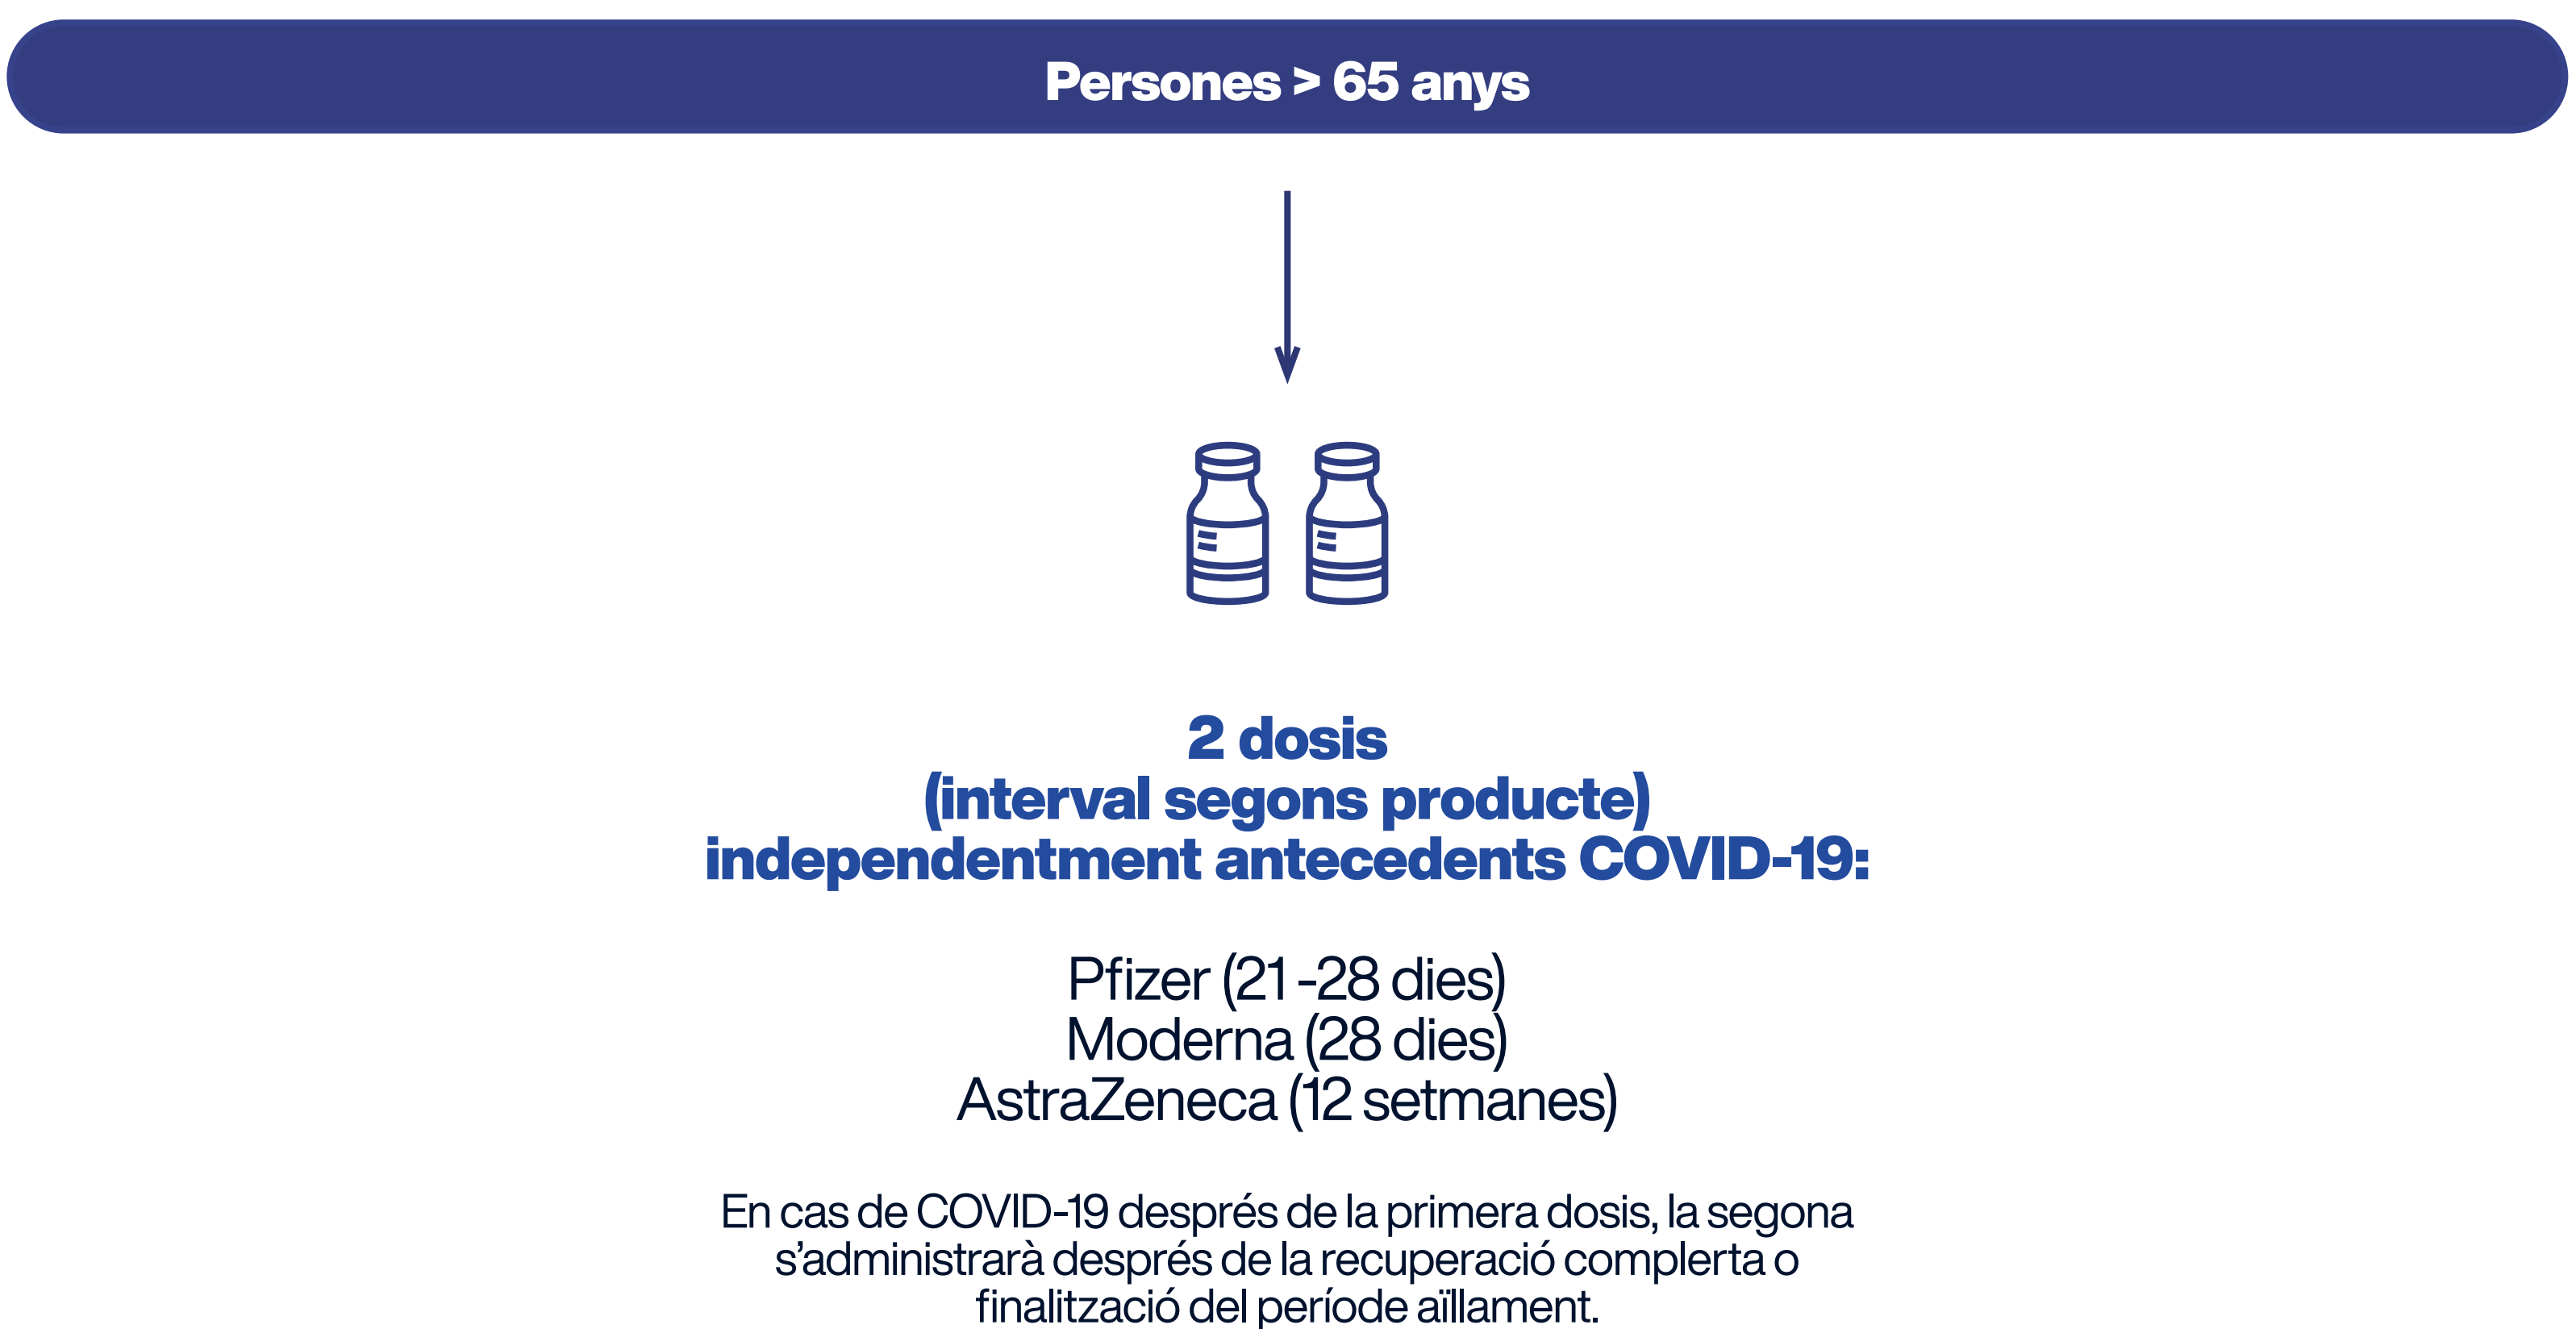 Persones > 65 anys
2 dosis
(interval segons producte)
independentment antecedents COVID-19:
Pfizer (21 -28 dies)
Moderna (28 dies)
AstraZeneca (12 setmanes)
En cas de COVID-19 després de la primera dosis, la segona
s’administrarà després de la recuperació complerta o
finalització del període aïllament.